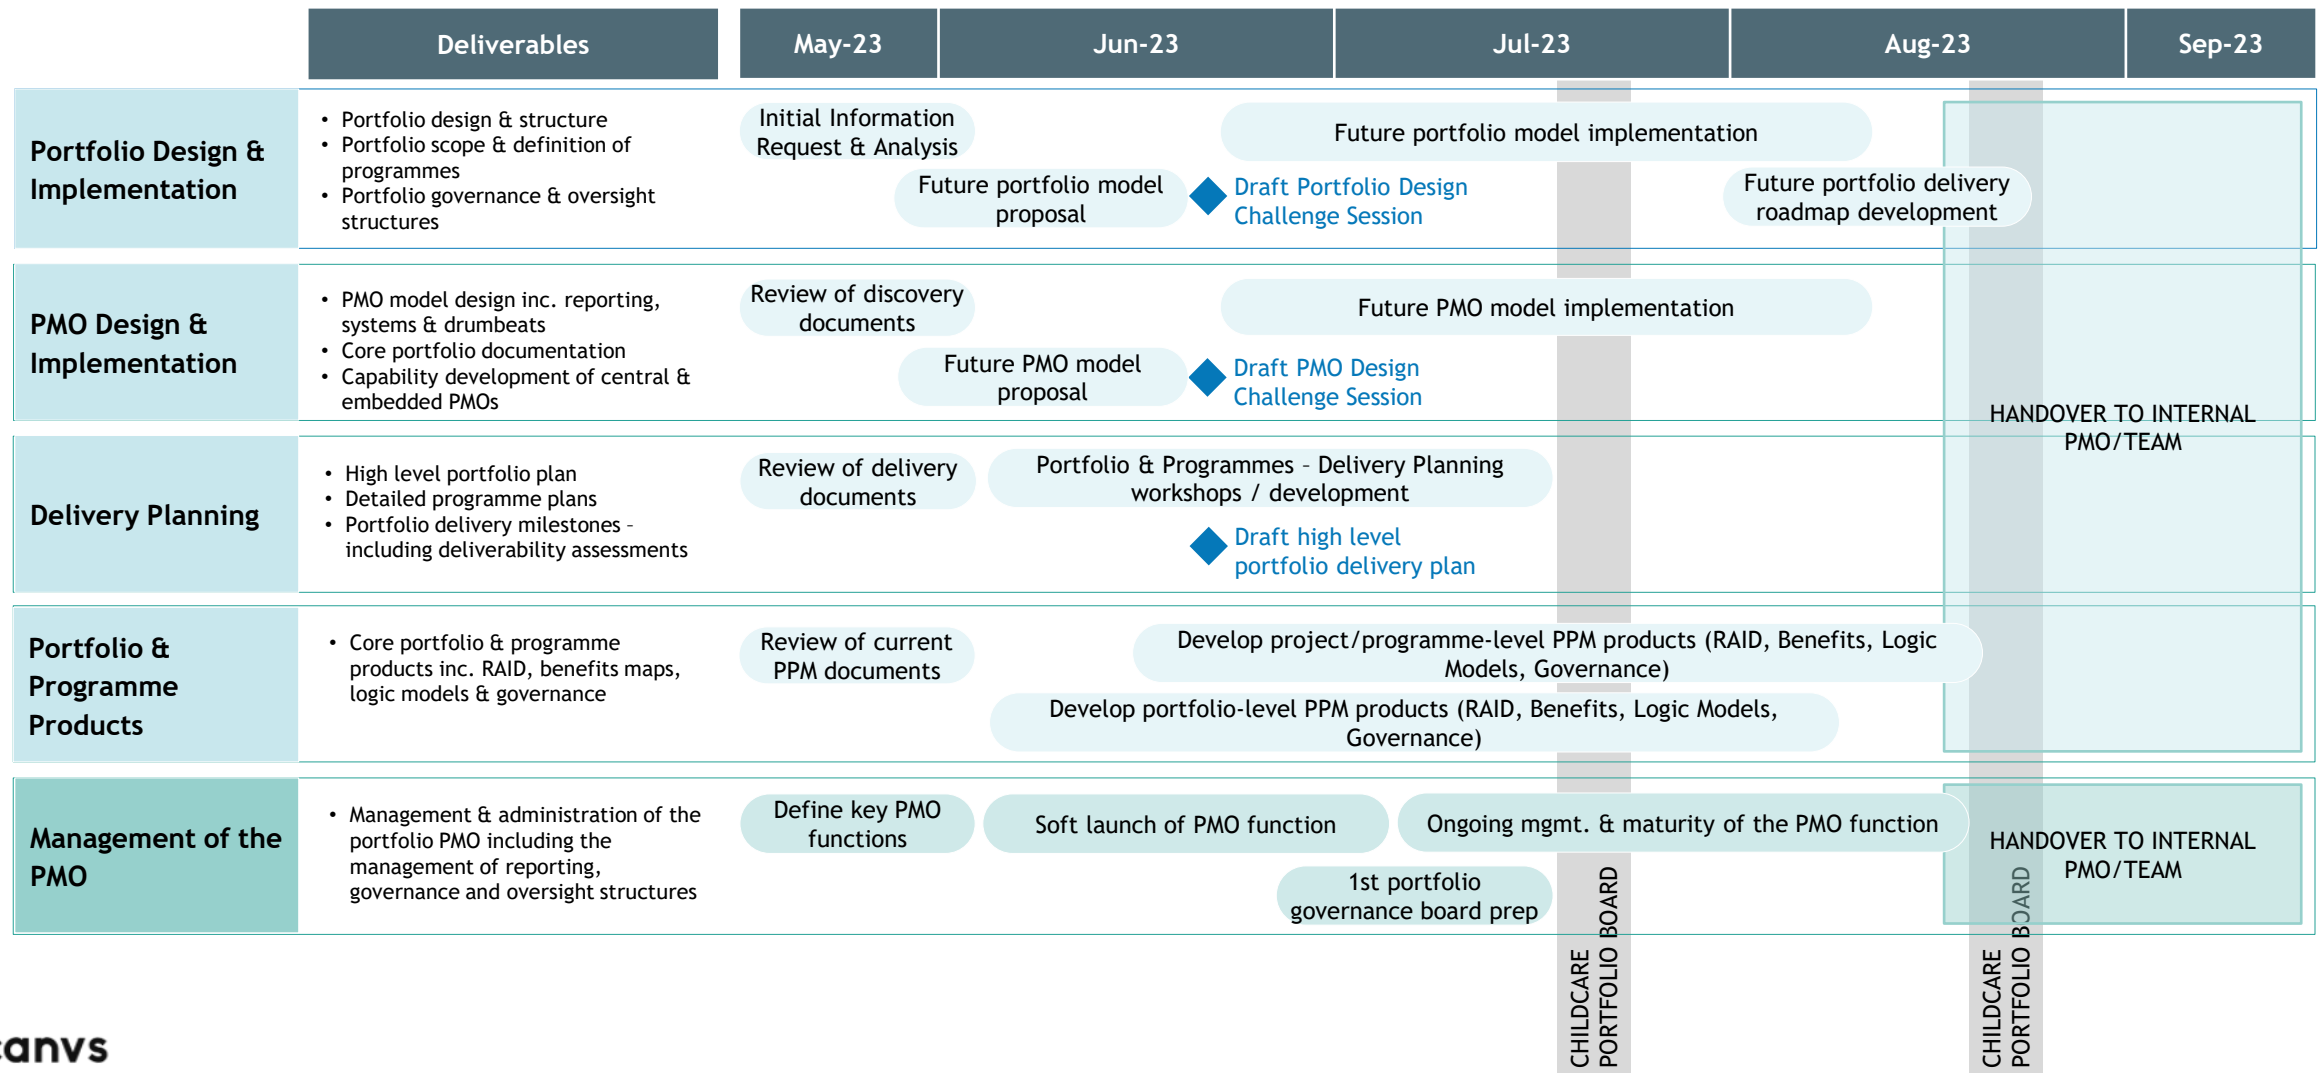 Deliverables
May-23
Jun-23
Jul-23
Aug-23
Sep-23
Portfolio Design &
Implementation
• Portfolio design & structure
• Portfolio scope & definition of
programmes
• Portfolio governance & oversight
structures
Initial Information
Request & Analysis
Future portfolio model
proposal
Draft Portfolio Design
Challenge Session
Future portfolio model implementation
Future portfolio delivery
roadmap development
PMO Design &
Implementation
• PMO model design inc. reporting,
systems & drumbeats
• Core portfolio documentation
• Capability development of central &
embedded PMOs
Review of discovery
documents
Future PMO model
proposal
Draft PMO Design
Challenge Session
Future PMO model implementation
HANDOVER TO INTERNAL
PMO/TEAM
Delivery Planning
• High level portfolio plan
• Detailed programme plans
• Portfolio delivery milestones –
including deliverability assessments
Review of delivery
documents
Portfolio & Programmes – Delivery Planning
workshops / development
Draft high level
portfolio delivery plan
Portfolio &
Programme
Products
• Core portfolio & programme
products inc. RAID, benefits maps,
logic models & governance
Review of current
PPM documents
Develop project/programme-level PPM products (RAID, Benefits, Logic
Models, Governance)
Develop portfolio-level PPM products (RAID, Benefits, Logic Models,
Governance)
Management of the
PMO
• Management & administration of the
portfolio PMO including the
management of reporting,
governance and oversight structures
Define key PMO
functions
Soft launch of PMO function
Ongoing mgmt. & maturity of the PMO function
1st portfolio
governance board prep
HANDOVER TO INTERNAL
PMO/TEAM
CHILDCARE
PORTFOLIO BOARD
CHILDCARE
PORTFOLIO BOARD
canvs